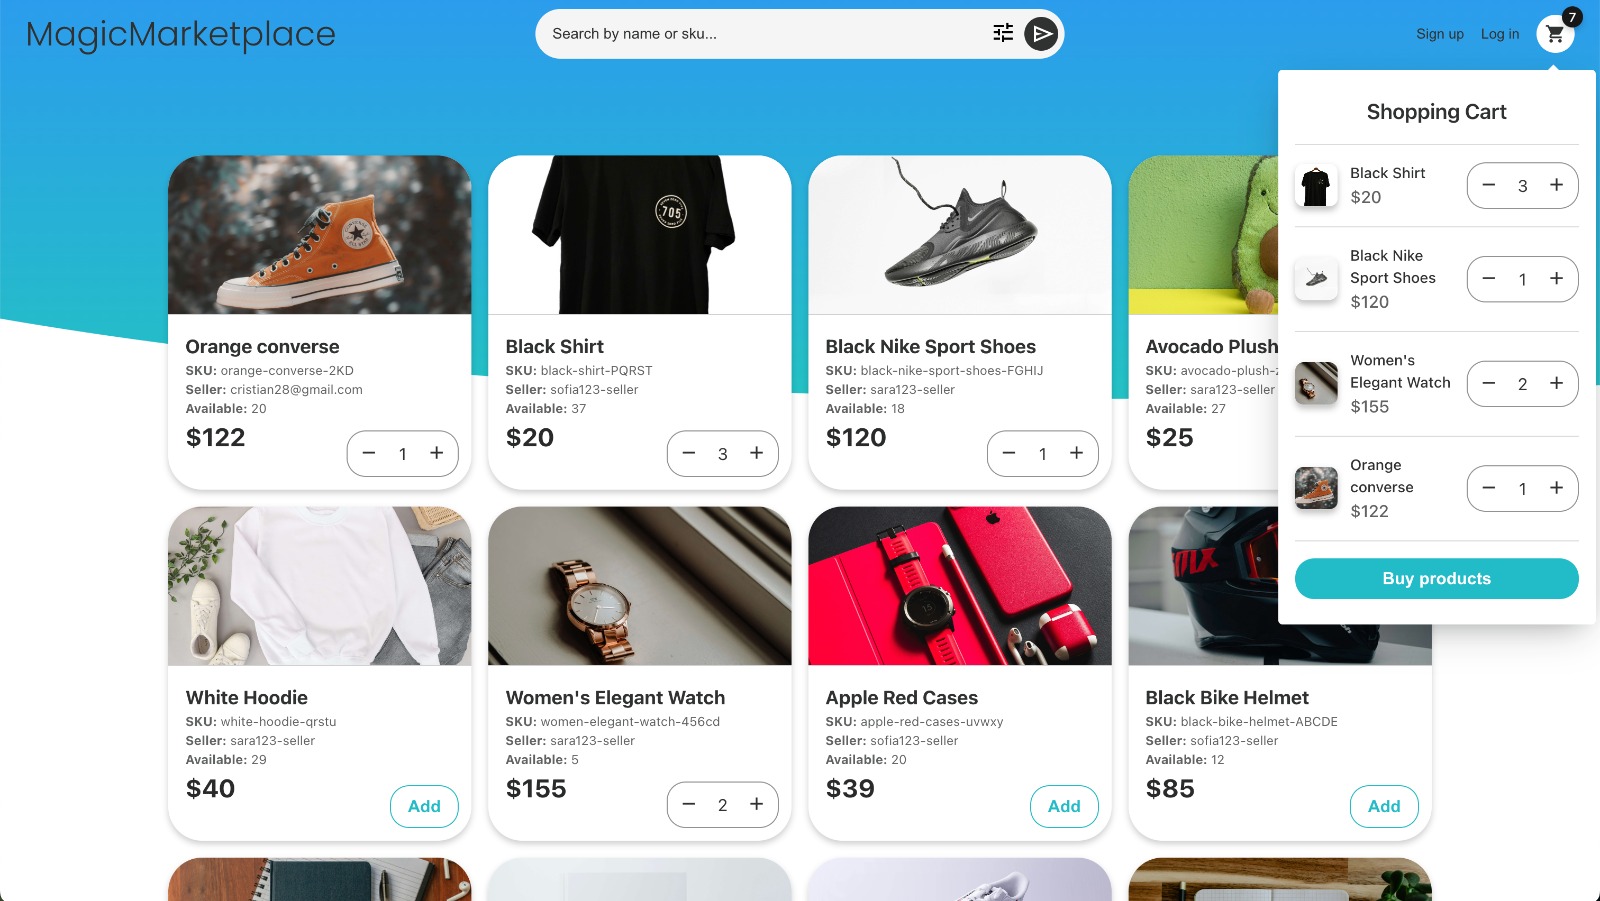 MagicMarketplace
Search by name or sku...
Sign up
Log in
7
Shopping Cart
Black Shirt
$20
3
Black Nike
Sport Shoes
$120
1
Women's
Elegant Watch
$155
2
Orange
converse
$122
1
Buy products
CONVERSE
705
Orange converse
SKU: orange-converse-2KD
Seller: cristian28@gmail.com
Available: 20
$122
1
Black Shirt
SKU: black-shirt-PQRST
Seller: sofia123-seller
Available: 37
$20
3
Black Nike Sport Shoes
SKU: black-nike-sport-shoes-FGHIJ
Seller: sara123-seller
Available: 18
$120
1
Avocado Plush
SKU: avocado-plush-
Seller: sara123-seller
Available: 27
$25
White Hoodie
SKU: white-hoodie-qrstu
Seller: sara123-seller
Available: 29
$40
Add
Women's Elegant Watch
SKU: women-elegant-watch-456cd
Seller: sara123-seller
Available: 5
$155
2
Apple Red Cases
SKU: apple-red-cases-uvwxy
Seller: sofia123-seller
Available: 20
$39
Add
Black Bike Helmet
SKU: black-bike-helmet-ABCDE
Seller: sofia123-seller
Available: 12
$85
Add